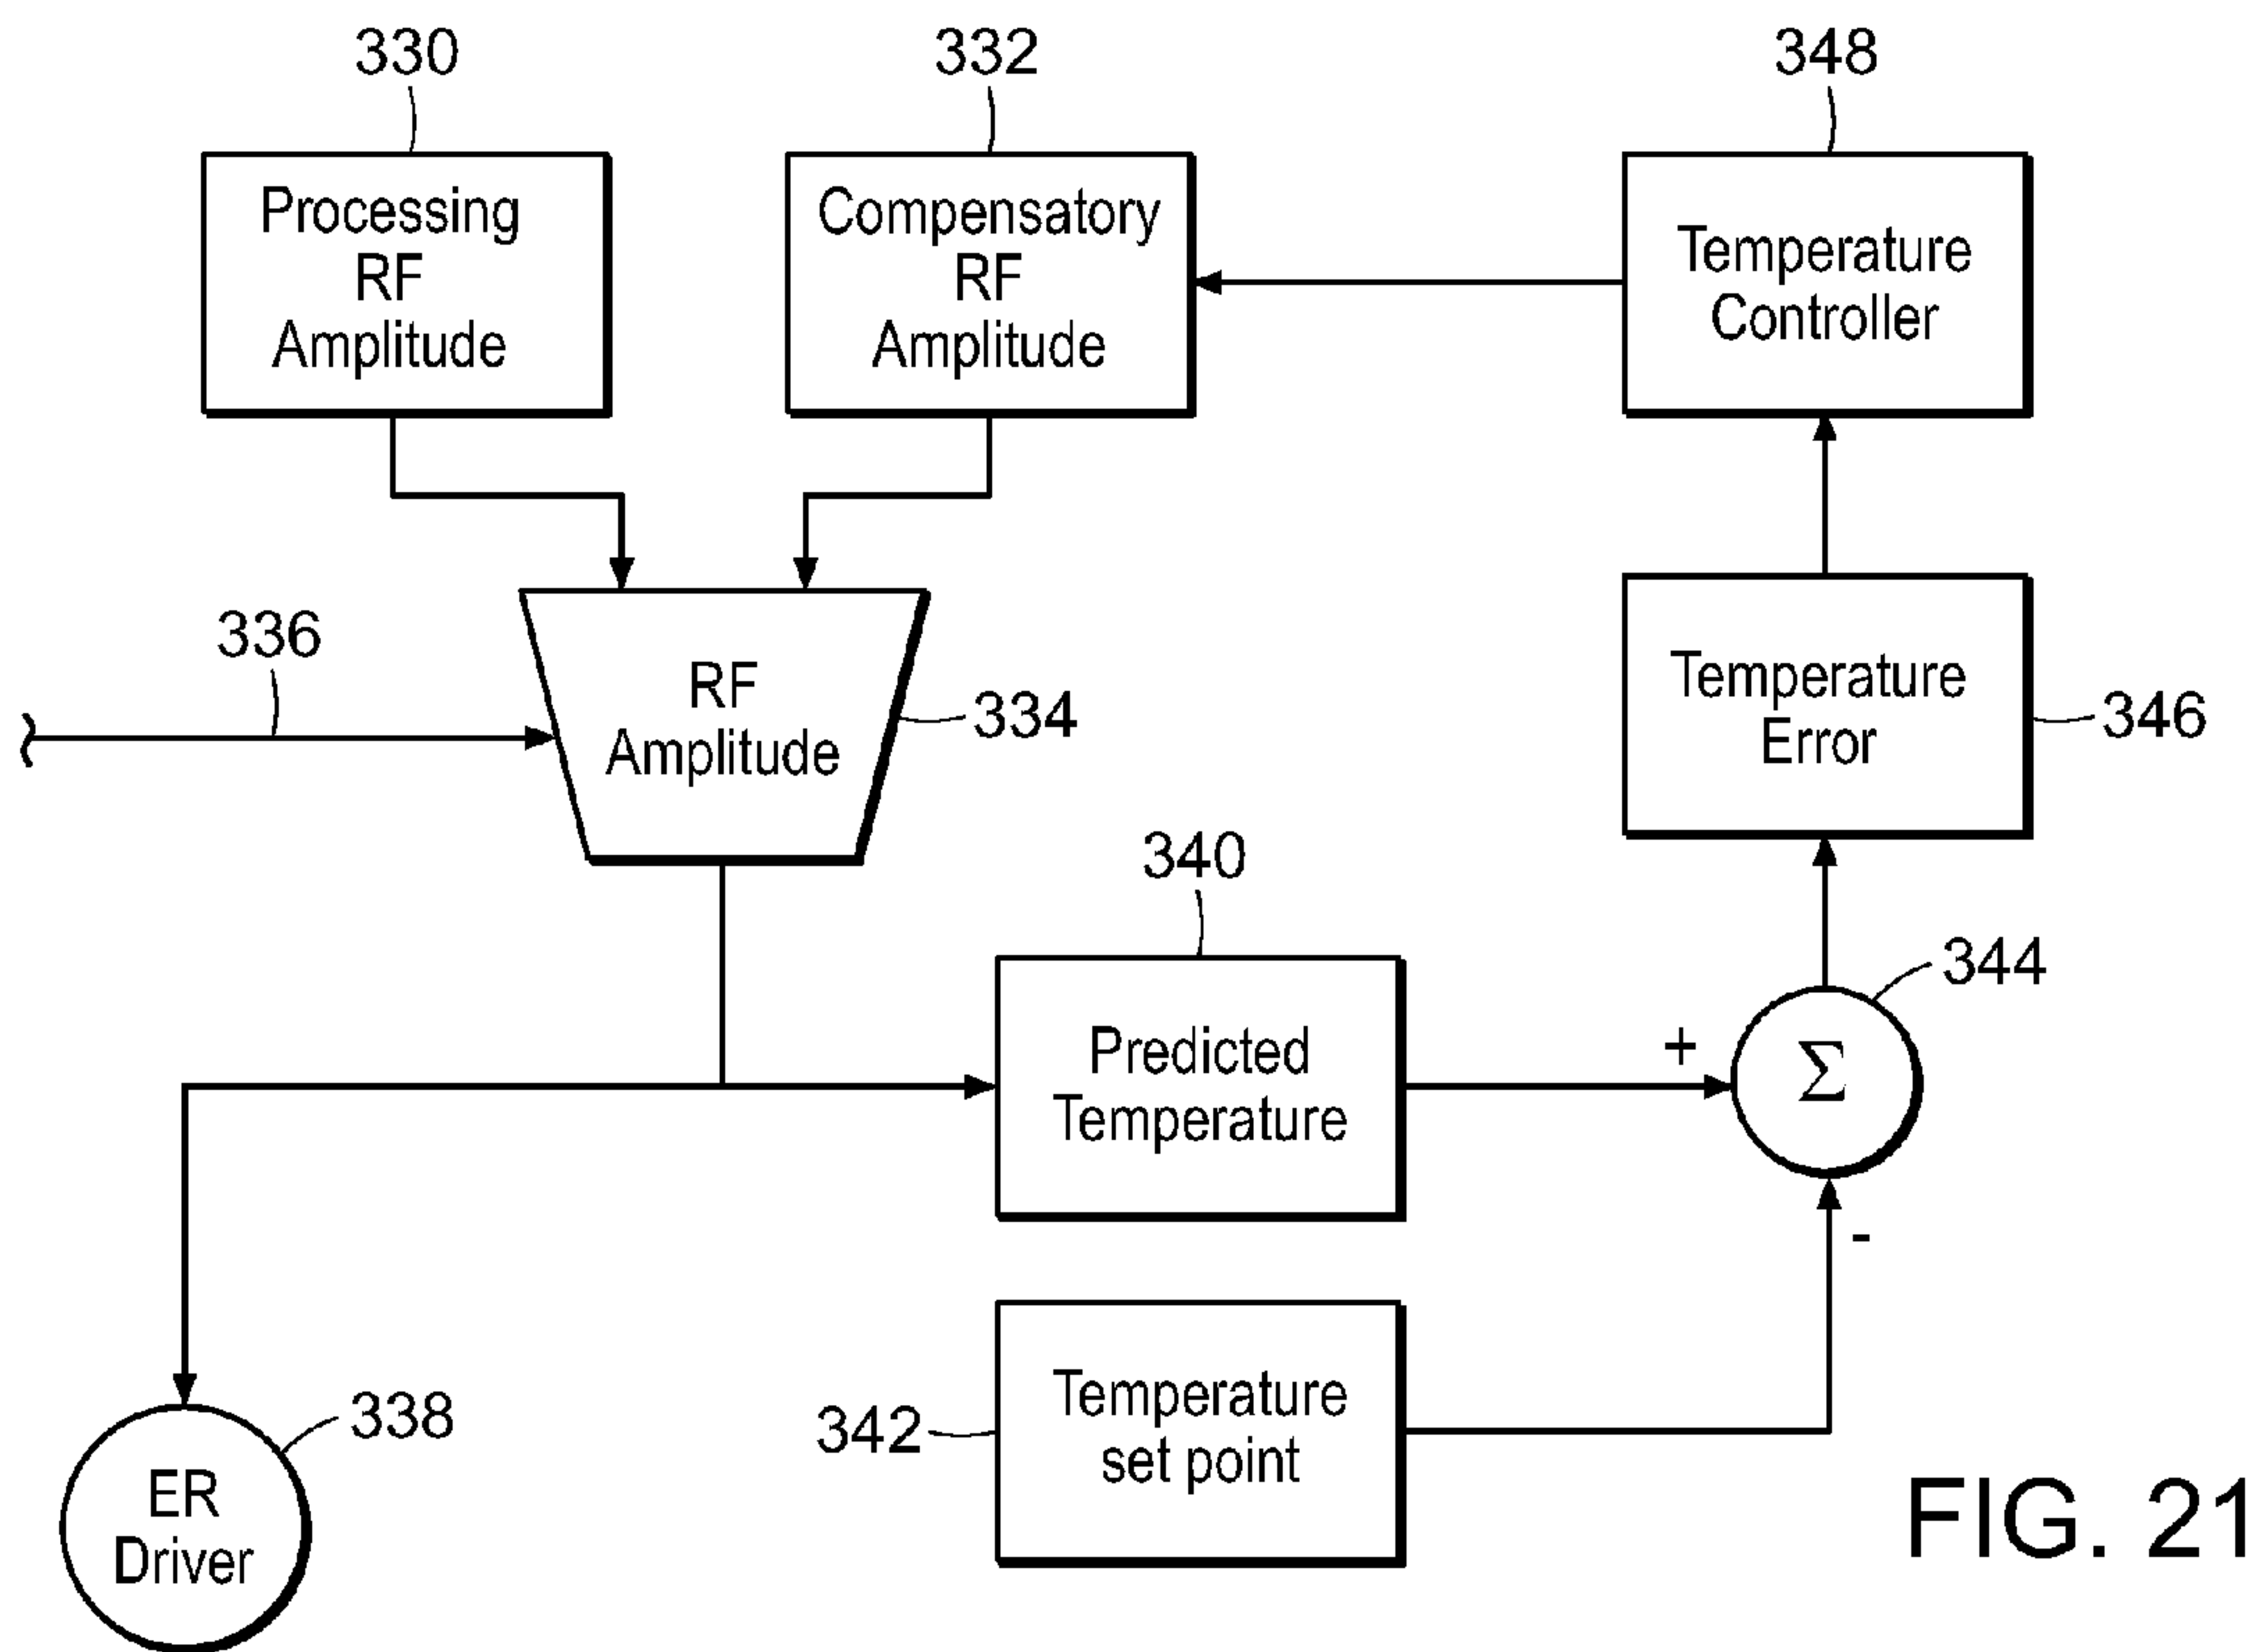 330
332
348
Processing
RF
Amplitude
Compensatory
RF
Amplitude
Temperature
Controller
336
RF
Amplitude
334
Temperature
Error
346
340
344
Predicted
Temperature
+
Σ
-
338
ER
Driver
342
Temperature
set point
FIG. 21